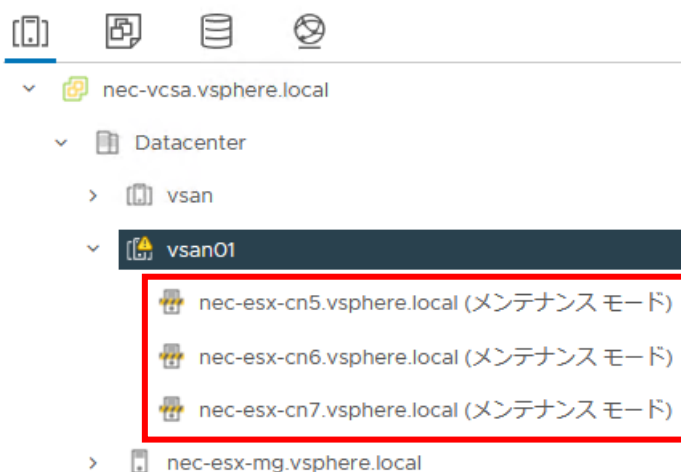 nec-vcsa.vsphere.local
Datacenter
vsan
vsan01
nec-esx-cn5.vsphere.local (メンテナンス モード)
nec-esx-cn6.vsphere.local (メンテナンス モード)
nec-esx-cn7.vsphere.local (メンテナンス モード)
nec-esx-mg.vsphere.local